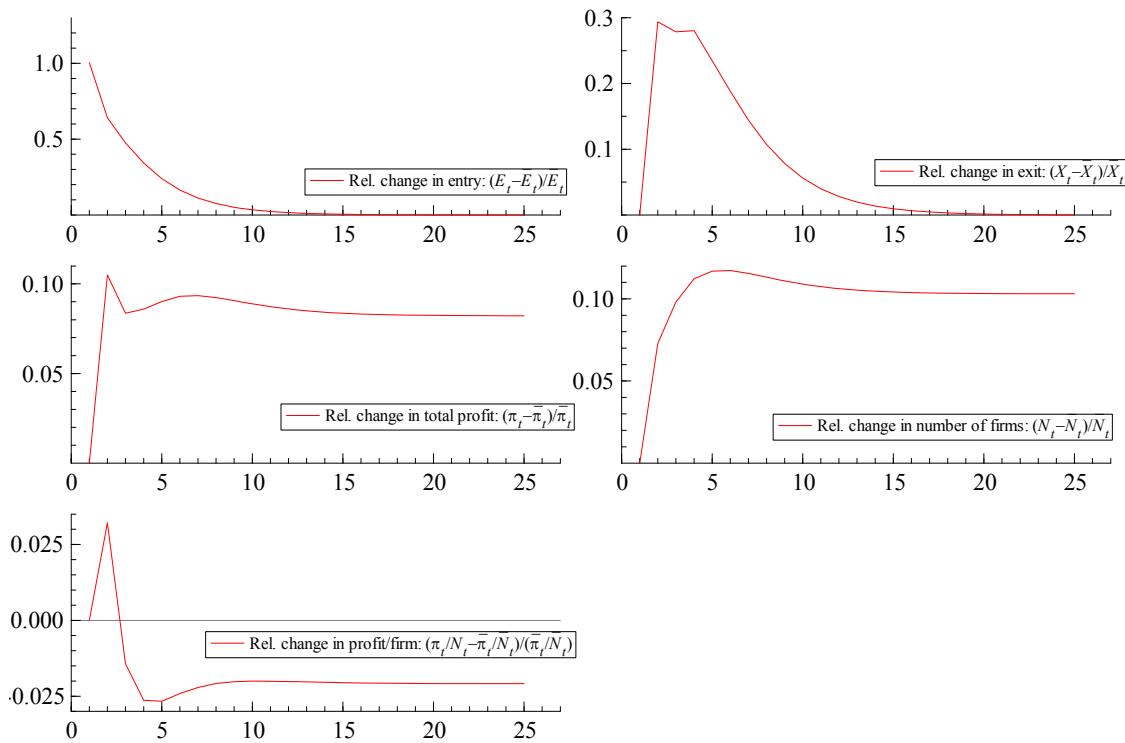 1.0
0.5
Rel. change in entry: (E_t−E̅_t)/E̅_t
0 5 10 15 20 25
0.3
0.2
0.1
Rel. change in exit: (X_t−X̅_t)/X̅_t
0 5 10 15 20 25
0.10
0.05
Rel. change in total profit: (π_t−π̅_t)/π̅_t
0 5 10 15 20 25
0.10
0.05
Rel. change in number of firms: (N_t−N̅_t)/N̅_t
0 5 10 15 20 25
0.025
0.000
Rel. change in profit/firm: (π_t/N_t−π̅_t/N̅_t)/(π̅_t/N̅_t)
-0.025
0 5 10 15 20 25